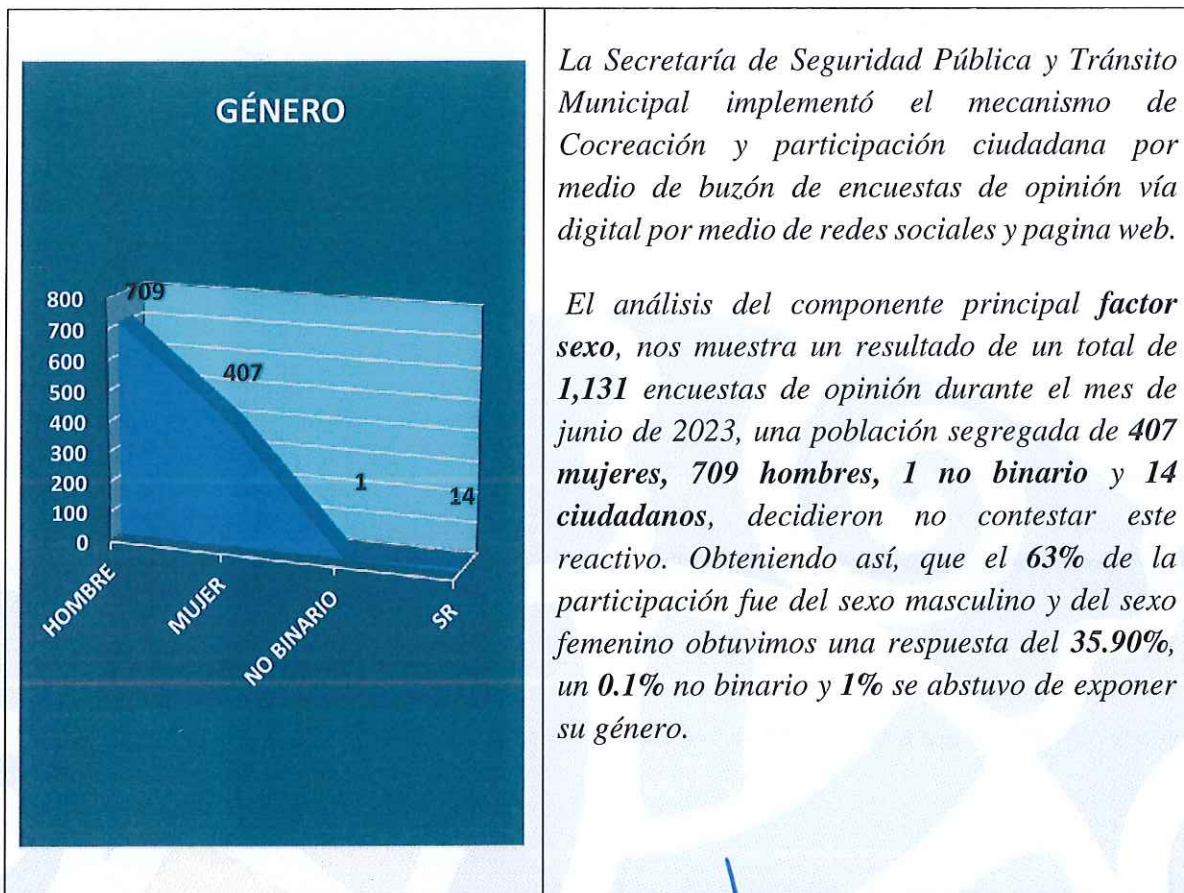 GÉNERO
800
700
600
500
400
300
200
100
0
709
407
1
14
HOMBRE
MUJER
NO BINARIO
SR
La Secretaría de Seguridad Pública y Tránsito
Municipal implementó el mecanismo de
Cocreación y participación ciudadana por
medio de buzón de encuestas de opinión vía
digital por medio de redes sociales y pagina web.
El análisis del componente principal factor
sexo, nos muestra un resultado de un total de
1,131 encuestas de opinión durante el mes de
junio de 2023, una población segregada de 407
mujeres, 709 hombres, 1 no binario y 14
ciudadanos, decidieron no contestar este
reactivo. Obteniendo así, que el 63% de la
participación fue del sexo masculino y del sexo
femenino obtuvimos una respuesta del 35.90%,
un 0.1% no binario y 1% se abstuvo de exponer
su género.